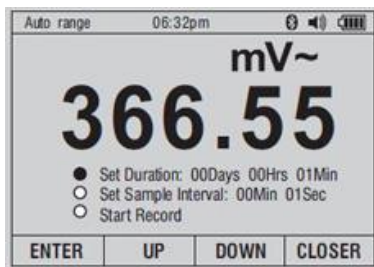 Auto range 06:32pm
mV~
366.55
Set Duration: 00Days 00Hrs 01Min
Set Sample Interval: 00Min 01Sec
Start Record
ENTER UP DOWN CLOSER